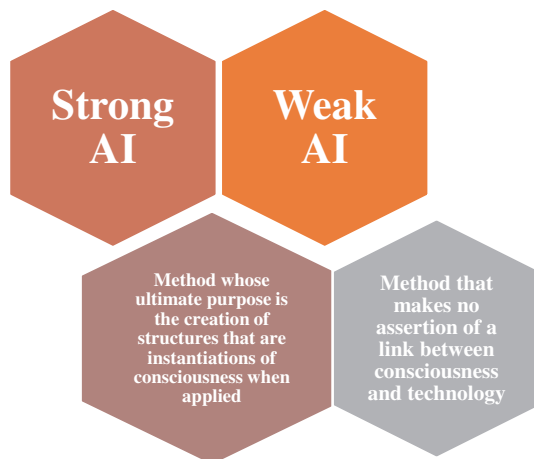 Strong
AI
Weak
AI
Method whose
ultimate purpose is
the creation of
structures that are
instantiations of
consciousness when
applied
Method that
makes no
assertion of a
link between
consciousness
and technology